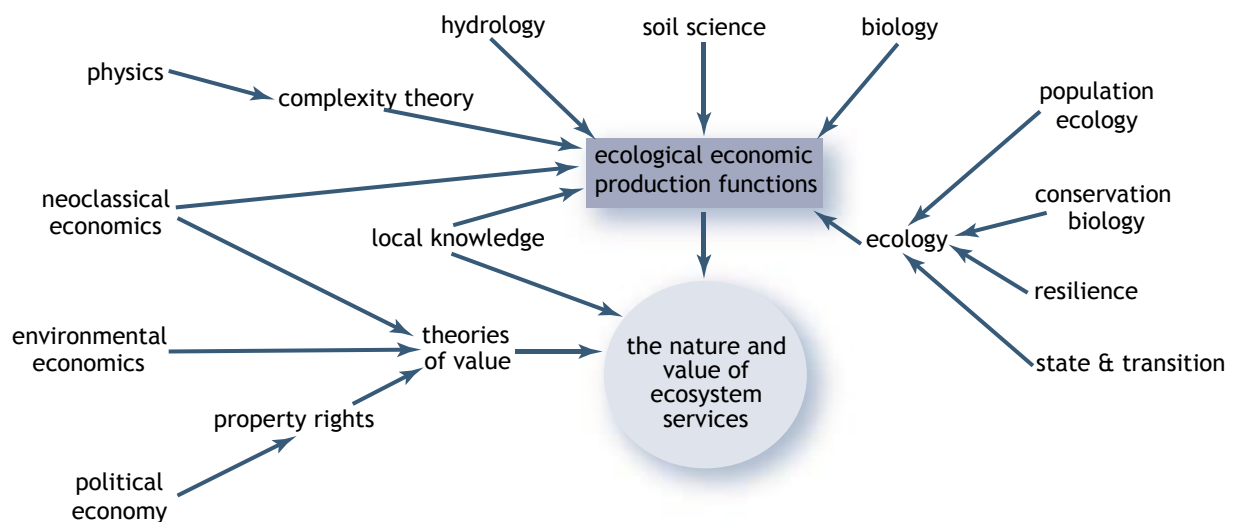 hydrology
soil science
biology
physics
complexity theory
population
ecology
ecological economic
production functions
neoclassical
economics
local knowledge
conservation
biology
ecology
resilience
environmental
economics
theories
of value
the nature and
value of
ecosystem
services
state & transition
property rights
political
economy